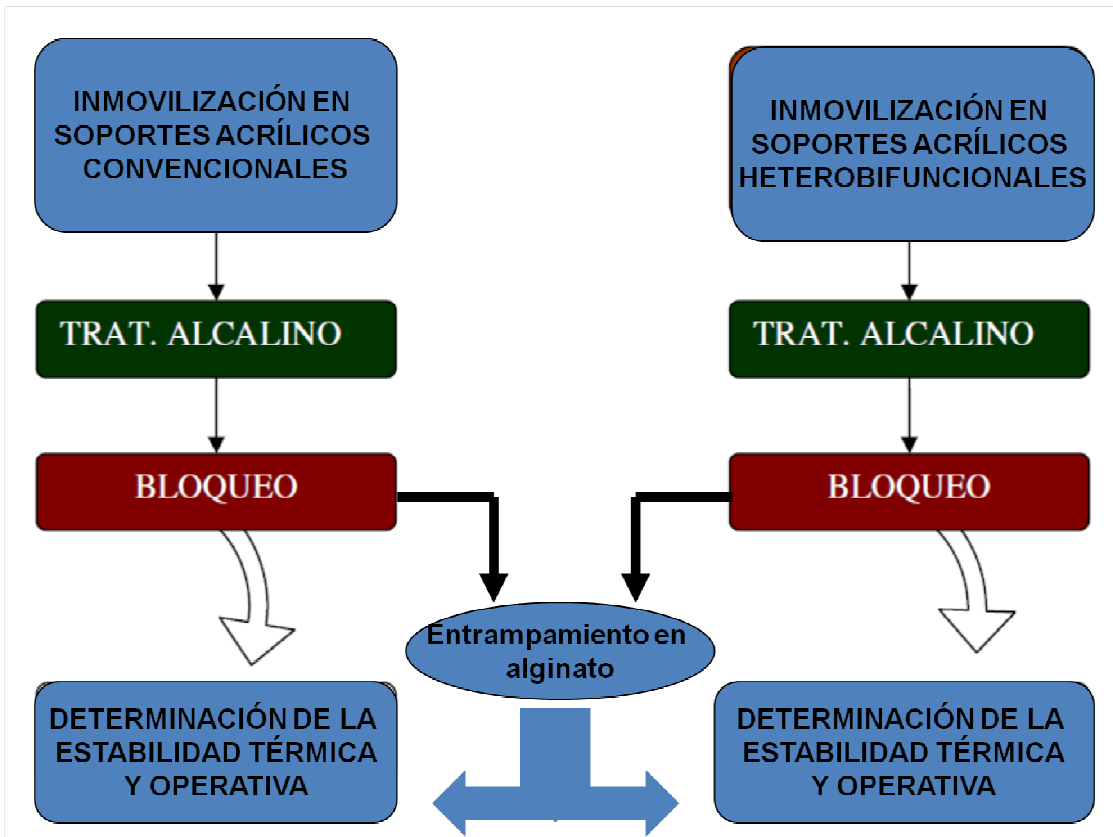 INMOVILIZACIÓN EN
SOPORTES ACRÍLICOS
CONVENCIONALES
INMOVILIZACIÓN EN
SOPORTES ACRÍLICOS
HETEROBIFUNCIONALES
TRAT. ALCALINO
TRAT. ALCALINO
BLOQUEO
BLOQUEO
Entrampamiento en
alginato
DETERMINACIÓN DE LA
ESTABILIDAD TÉRMICA
Y OPERATIVA
DETERMINACIÓN DE LA
ESTABILIDAD TÉRMICA
Y OPERATIVA